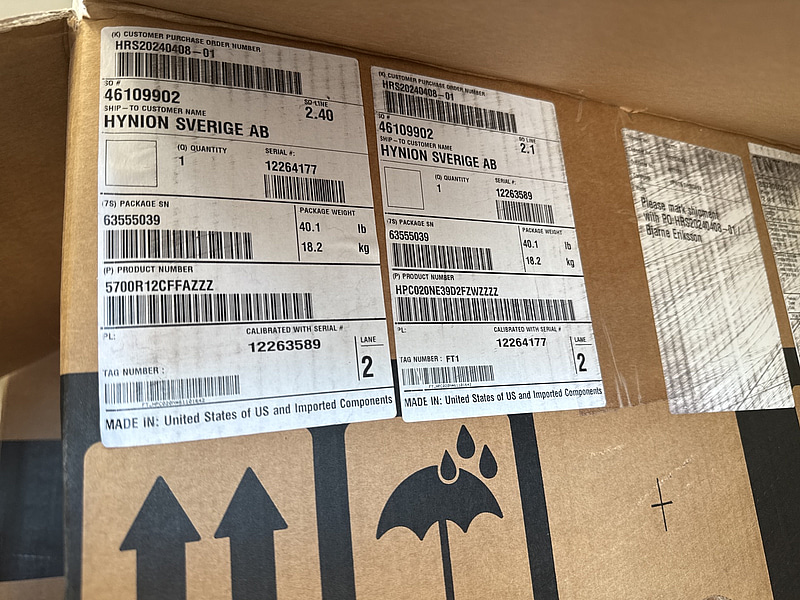 (K) CUSTOMER PURCHASE ORDER NUMBER
HRS20240408-01
SO #
46109902
SO LINE
2.40
SHIP-TO CUSTOMER NAME
HYNION SVERIGE AB
(Q) QUANTITY
1
SERIAL #:
12264177
(7S) PACKAGE SN
63555039
PACKAGE WEIGHT
40.1 lb
18.2 kg
(P) PRODUCT NUMBER
5700R12CFFAZZZ
PL:
CALIBRATED WITH SERIAL #
12263589
LANE
2
TAG NUMBER :
MADE IN: United States of US and Imported Components
(K) CUSTOMER PURCHASE ORDER NUMBER
HRS20240408-01
SO #
46109902
SO LINE
2.1
SHIP-TO CUSTOMER NAME
HYNION SVERIGE AB
(Q) QUANTITY
1
SERIAL #:
12263589
(7S) PACKAGE SN
63555039
PACKAGE WEIGHT
40.1 lb
18.2 kg
(P) PRODUCT NUMBER
HPC020NE39D2FZWZZZZ
PL:
CALIBRATED WITH SERIAL #
12264177
LANE
2
TAG NUMBER : FT1
MADE IN: United States of US and Imported Components
Please mark shipment
with PO:HRS20240408-01 /
Bjarne Eriksson